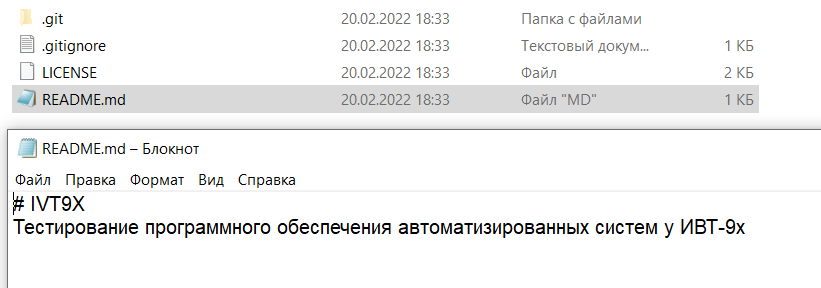 .git 20.02.2022 18:33 Папка с файлами
.gitignore 20.02.2022 18:33 Текстовый докум... 1 КБ
LICENSE 20.02.2022 18:33 Файл 2 КБ
README.md 20.02.2022 18:33 Файл "MD" 1 КБ
README.md – Блокнот
Файл Правка Формат Вид Справка
# IVT9X
Тестирование программного обеспечения автоматизированных систем у ИВТ-9х